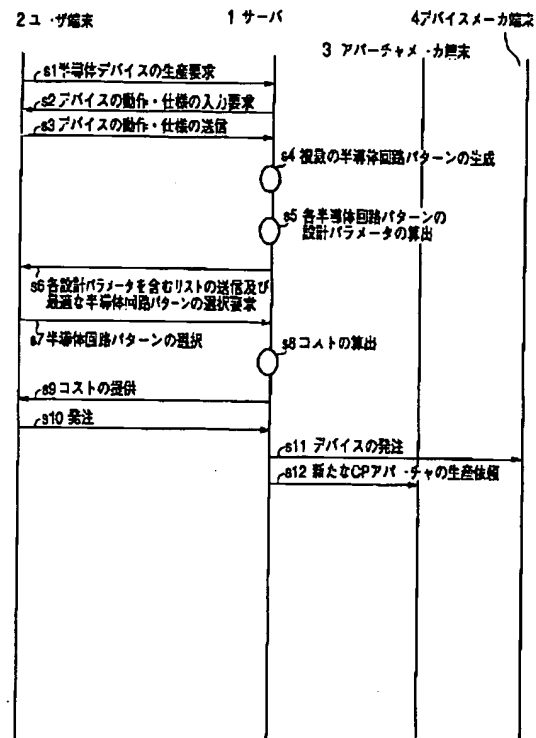 2ユーザ端末
1 サーバ
4デバイスメーカ端末
3 アパーチャメーカ端末
s1半導体デバイスの生産要求
s2デバイスの動作・仕様の入力要求
s3デバイスの動作・仕様の送信
s4 複数の半導体回路パターンの生成
s5 各半導体回路パターンの
設計パラメータの算出
s6各設計パラメータを含むリストの送信及び
最適な半導体回路パターンの選択要求
s7半導体回路パターンの選択
s8コストの算出
s9コストの提供
s10 発注
s11 デバイスの発注
s12 新たなCPアパーチャの生産依頼